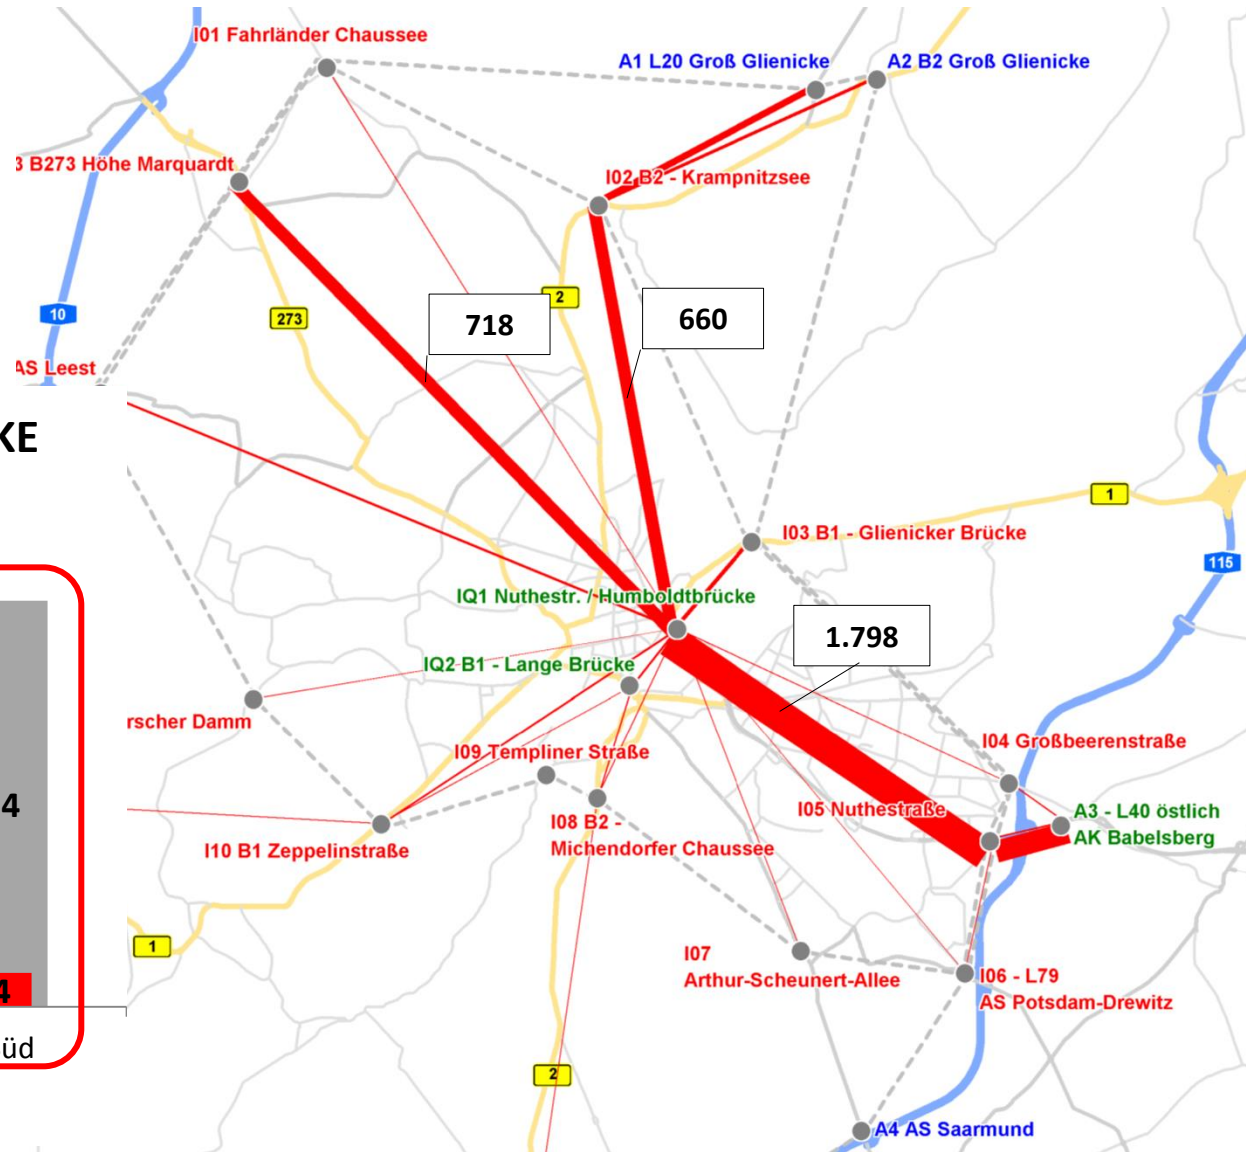 I01 Fahrländer Chaussee
A1 L20 Groß Glienicke
A2 B2 Groß Glienicke
3 B273 Höhe Marquardt
I02 B2 - Krampnitzsee
10
273
2
718
660
AS Leest
KE
1
I03 B1 - Glienicker Brücke
115
IQ1 Nuthestr. / Humboldtbrücke
1.798
IQ2 B1 - Lange Brücke
rscher Damm
I09 Templiner Straße
I04 Großbeerenstraße
4
I05 Nuthestraße
A3 - L40 östlich
AK Babelsberg
I08 B2 -
Michendorfer Chaussee
I10 B1 Zeppelinstraße
1
I07
Arthur-Scheunert-Allee
I06 - L79
AS Potsdam-Drewitz
4
üd
2
A4 AS Saarmund